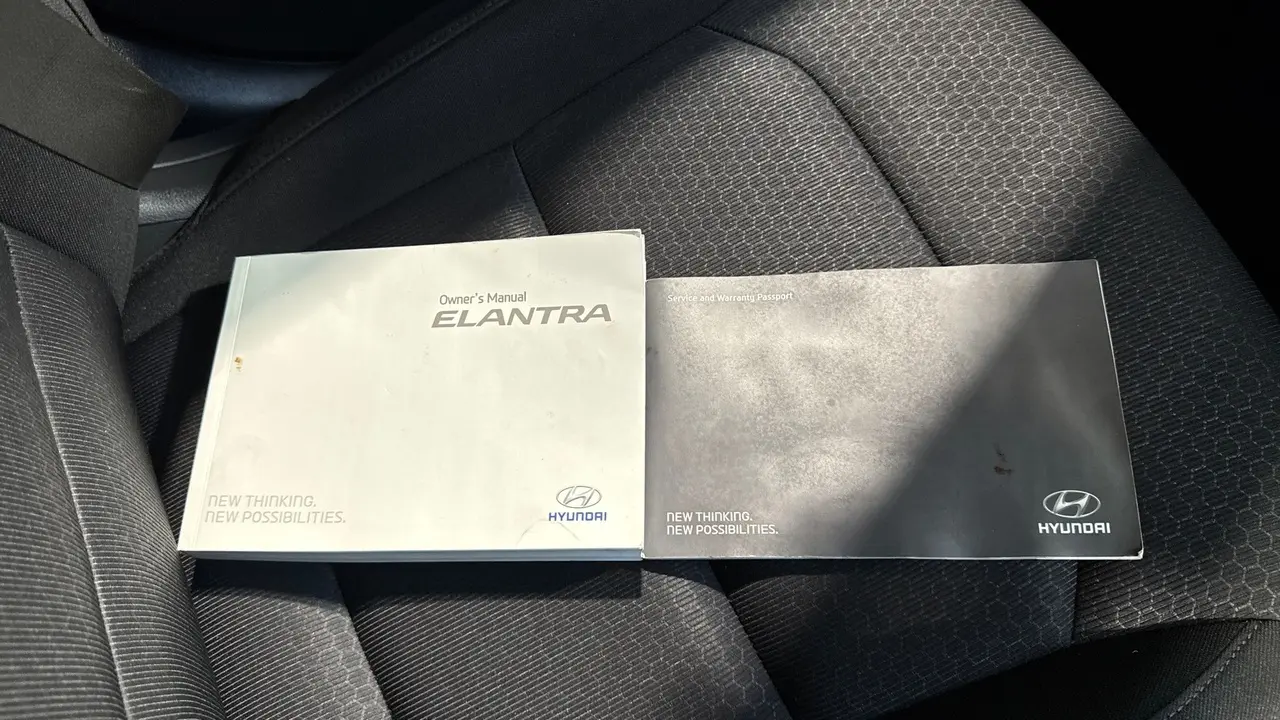 Owner's Manual
ELANTRA
NEW THINKING.
NEW POSSIBILITIES.
HYUNDAI
Service and Warranty Passport
NEW THINKING.
NEW POSSIBILITIES.
HYUNDAI